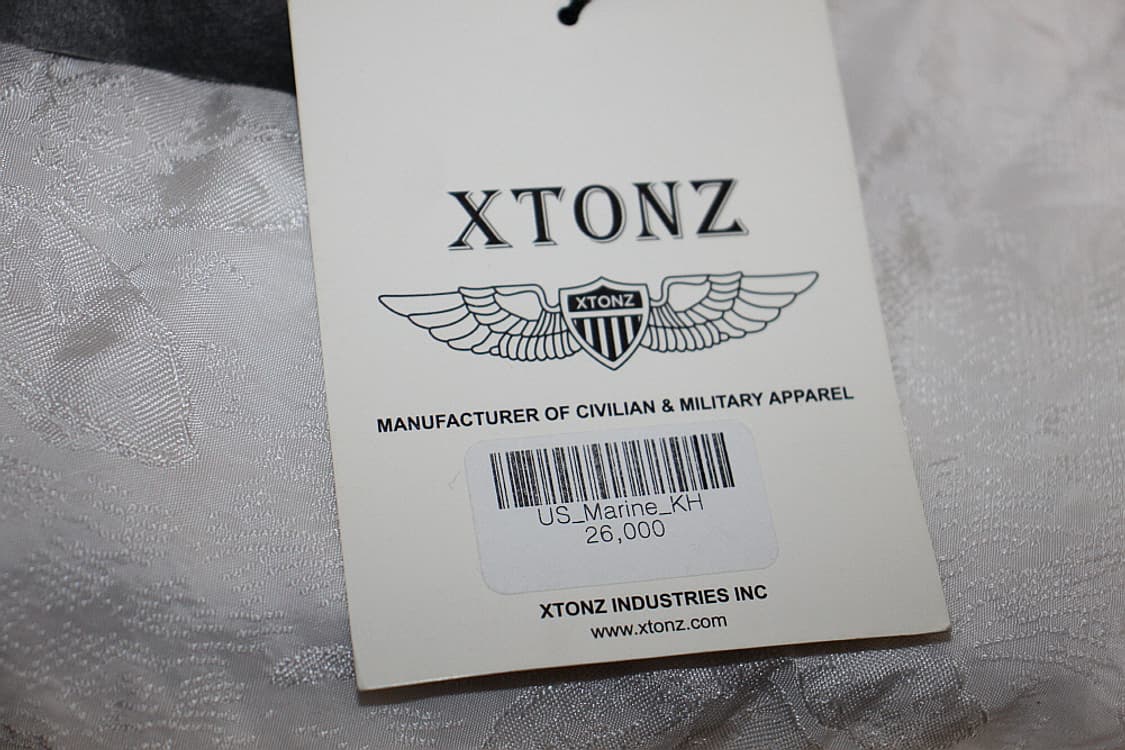 XTONZ
XTONZ
MANUFACTURER OF CIVILIAN & MILITARY APPAREL
US_Marine_KH
26,000
XTONZ INDUSTRIES INC
www.xtonz.com